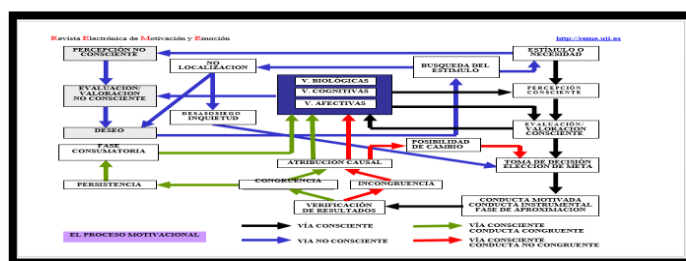 Revista Electrónica de Motivación y Emoción
http://reme.uji.es
PERCEPCIÓN NO
CONSCIENTE
NO
LOCALIZACION
BUSQUEDA DEL
ESTIMULO
ESTÍMULO O
NECESIDAD
V. BIOLÓGICAS
V. COGNITIVAS
V. AFECTIVAS
PERCEPCIÓN
CONSCIENTE
EVALUACIÓN/
VALORACION
NO CONSCIENTE
DESASOSIEGO
INQUIETUD
DESEO
EVALUACIÓN/
VALORACION
CONSCIENTE
FASE
CONSUMATORIA
POSIBILIDAD
DE CAMBIO
ATRIBUCION CAUSAL
TOMA DE DECISIÓN
ELECCION DE META
PERSISTENCIA
CONGRUENCIA
INCONGRUENCIA
VERIFICACIÓN
DE RESULTADOS
CONDUCTA MOTIVADA
CONDUCTA INSTRUMENTAL
FASE DE APROXIMACION
EL PROCESO MOTIVACIONAL
VÍA CONSCIENTE
VIA NO CONSCIENTE
VÍA CONSCIENTE
CONDUCTA CONGRUENTE
VÍA CONSCIENTE
CONDUCTA NO CONGRUENTE